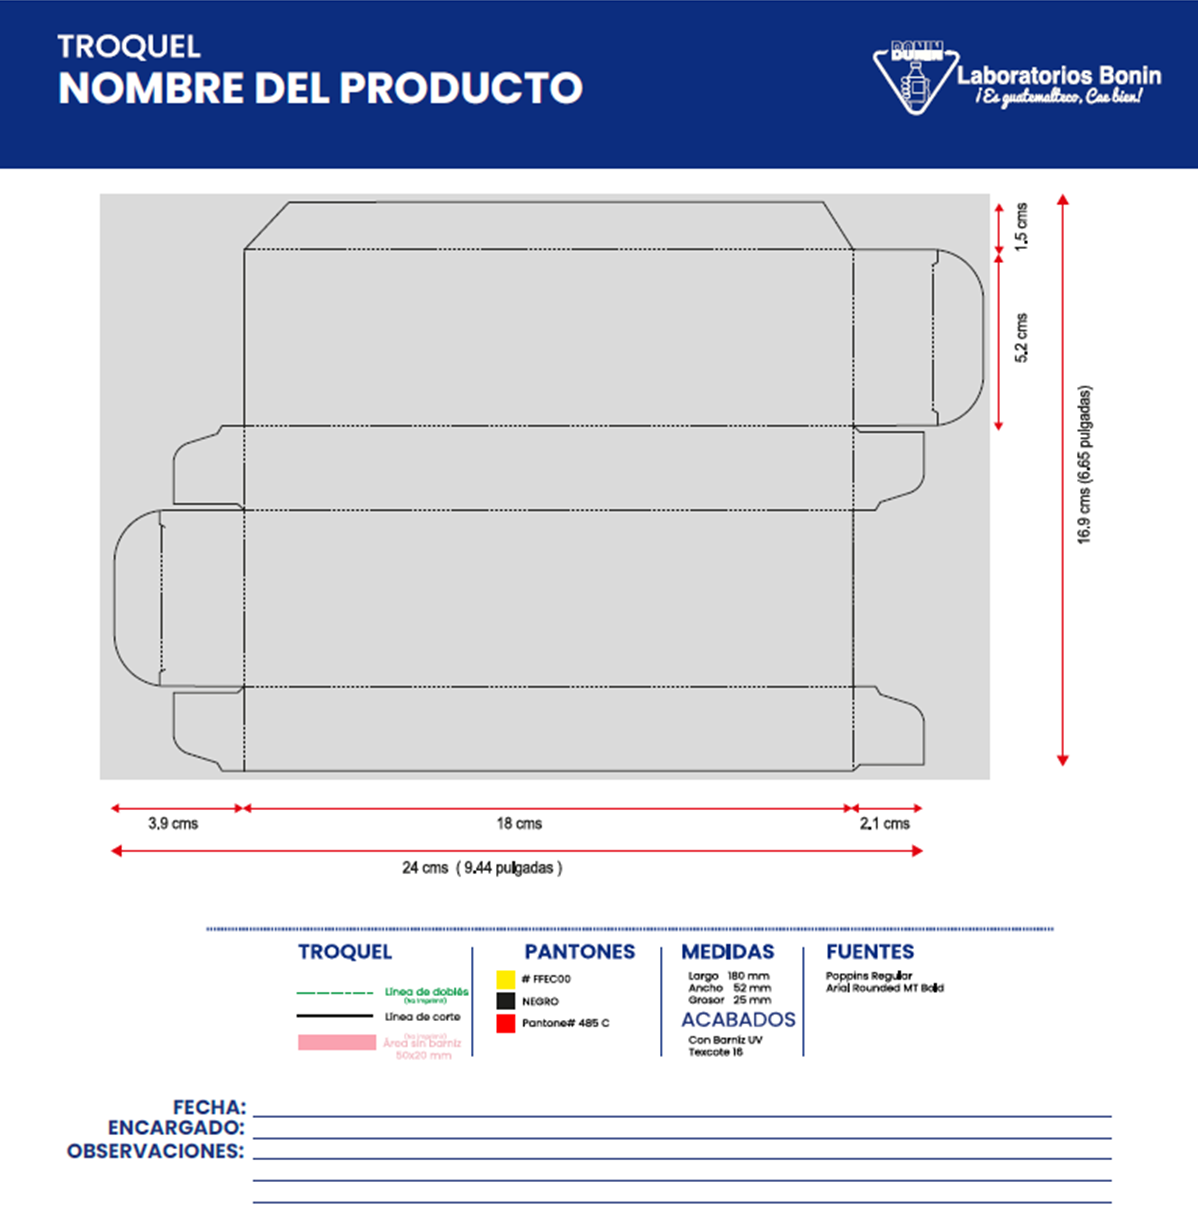 TROQUEL
NOMBRE DEL PRODUCTO
BONIN
Laboratorios Bonin
¡Es guatemalteco, Cae bien!
1.5 cms
5.2 cms
16.9 cms (6.65 pulgadas)
3.9 cms
18 cms
2.1 cms
24 cms ( 9.44 pulgadas )
TROQUEL
Línea de doblés
(No imprimir)
Línea de corte
(No imprimir)
Área sin barniz
50x20 mm
PANTONES
# FFEC00
NEGRO
Pantone# 485 C
MEDIDAS
Largo 180 mm
Ancho 52 mm
Grosor 25 mm
ACABADOS
Con Barniz UV
Texcote 16
FUENTES
Poppins Regular
Arial Rounded MT Bold
FECHA:
ENCARGADO:
OBSERVACIONES: